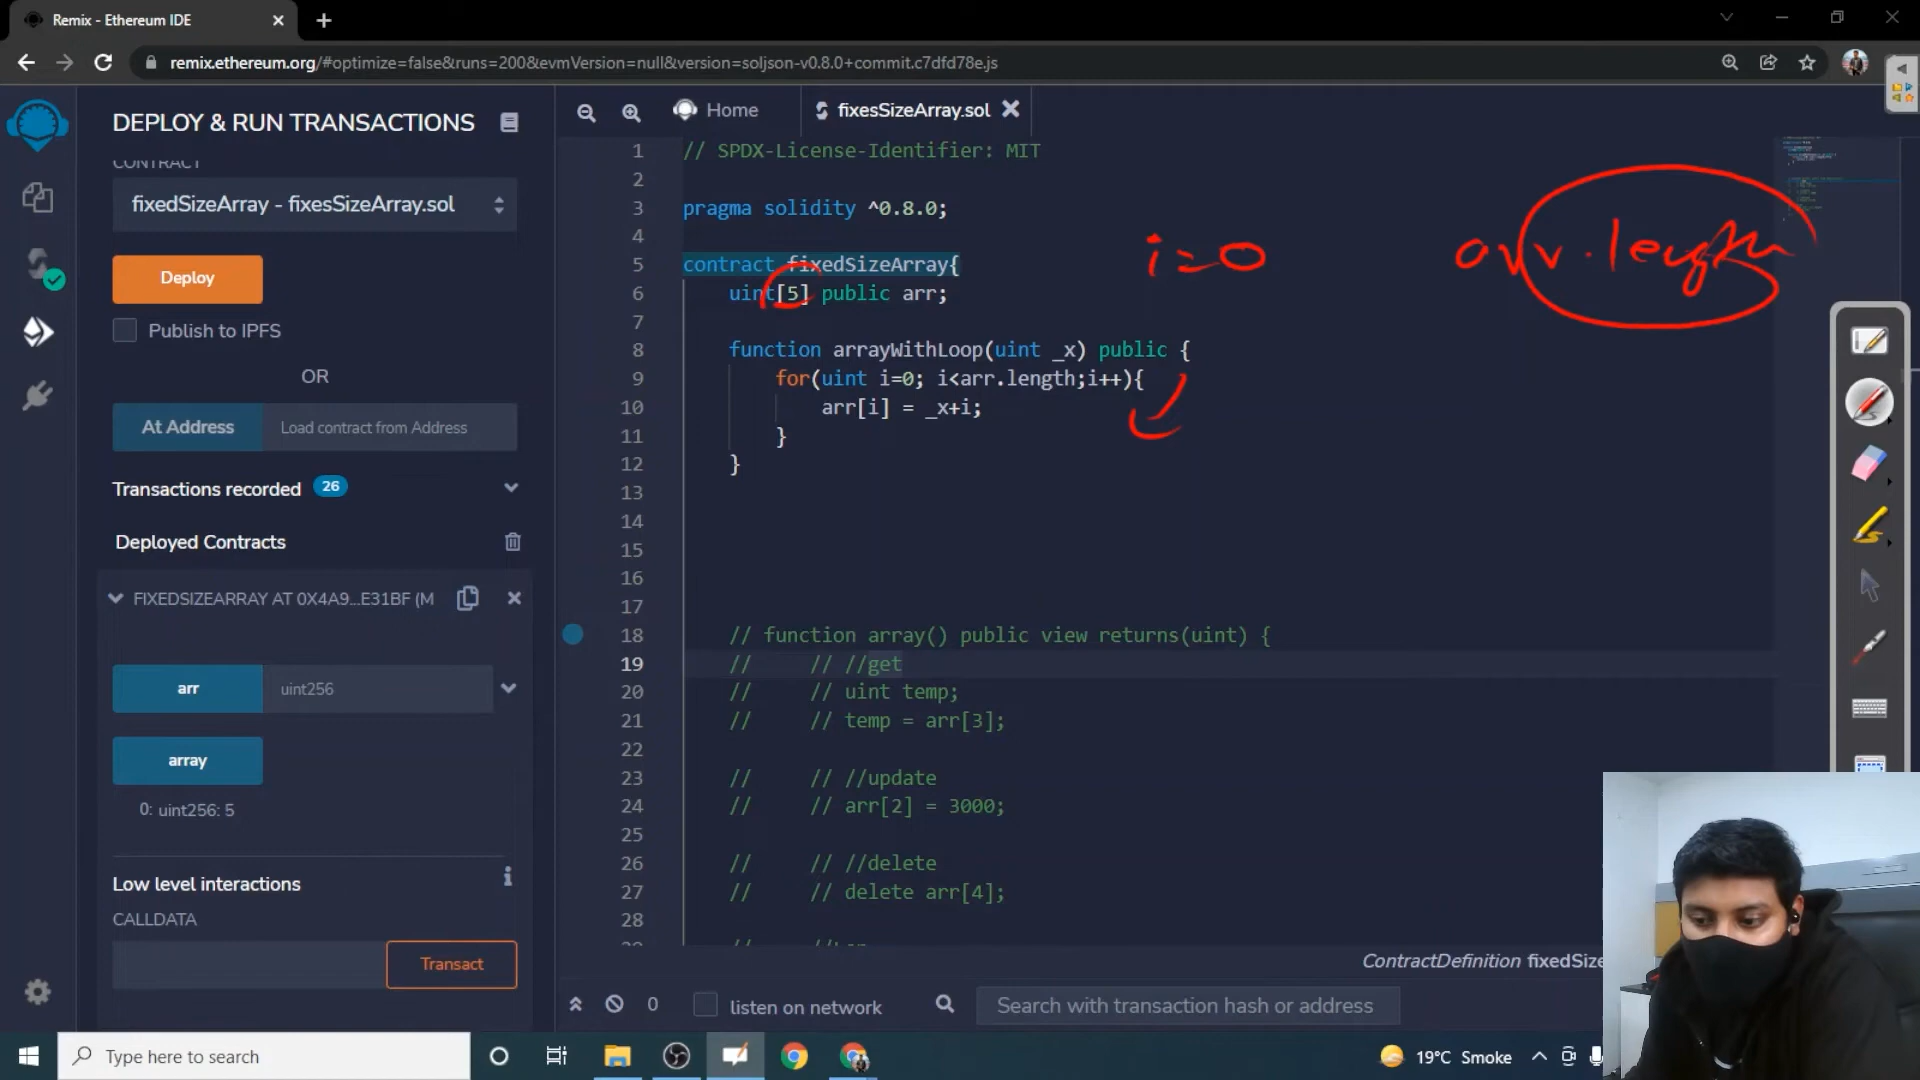 Remix - Ethereum IDE
remix.ethereum.org/#optimize=false&runs=200&evmVersion=null&version=soljson-v0.8.0+commit.c7dfd78e.js
DEPLOY & RUN TRANSACTIONS
CONTRACT
fixedSizeArray - fixesSizeArray.sol
Deploy
Publish to IPFS
OR
At Address
Load contract from Address
Transactions recorded 26
Deployed Contracts
FIXEDSIZEARRAY AT 0X4A9...E31BF (M
arr
uint256
array
0: uint256: 5
Low level interactions
CALLDATA
Transact
Home
fixesSizeArray.sol
1 // SPDX-License-Identifier: MIT
2
3 pragma solidity ^0.8.0;
4
5 contract fixedSizeArray{
6 uint[5] public arr;
7
8 function arrayWithLoop(uint _x) public {
9 for(uint i=0; i<arr.length;i++){
10 arr[i] = _x+i;
11 }
12 }
13
14
15
16
17
18 // function array() public view returns(uint) {
19 // // //get
20 // // uint temp;
21 // // temp = arr[3];
22
23 // // //update
24 // // arr[2] = 3000;
25
26 // // //delete
27 // // delete arr[4];
28
i=0
arr.length
ContractDefinition fixedSize
0
listen on network
Search with transaction hash or address
Type here to search
19°C Smoke